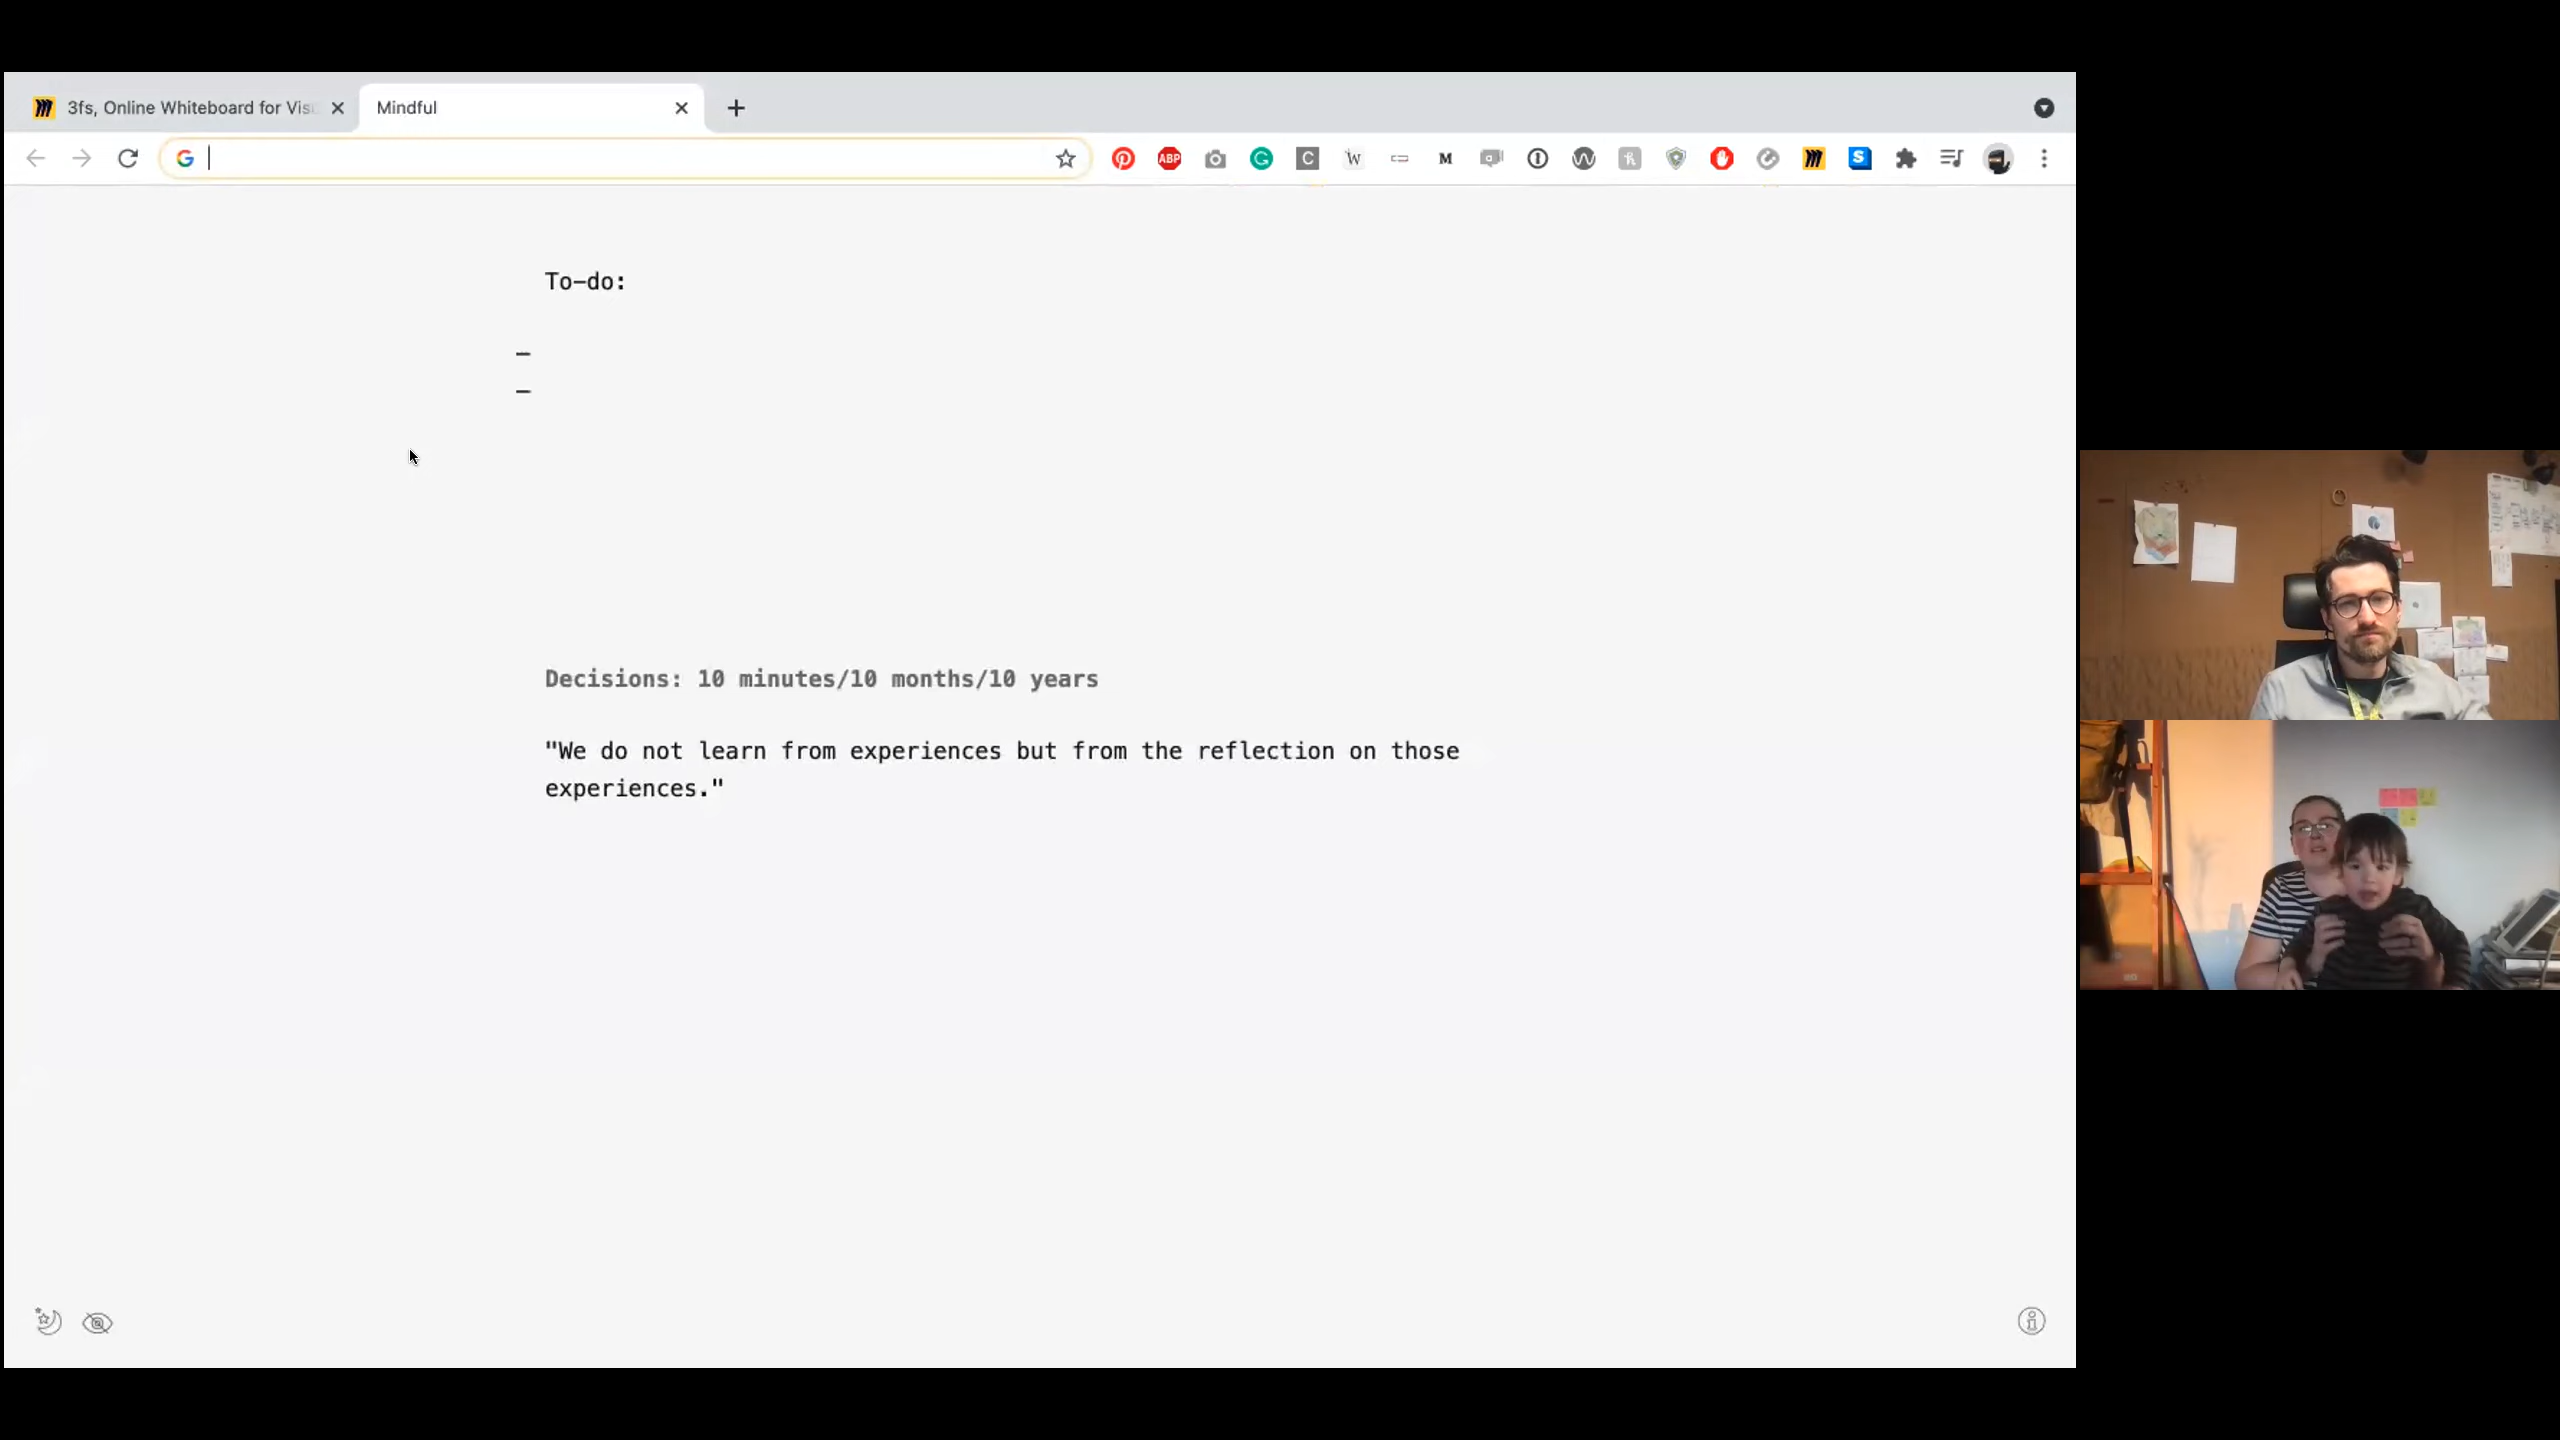 3fs, Online Whiteboard for Vis
Mindful
ABP
C
W
M
S
To-do:
–
–
Decisions: 10 minutes/10 months/10 years
"We do not learn from experiences but from the reflection on those
experiences."